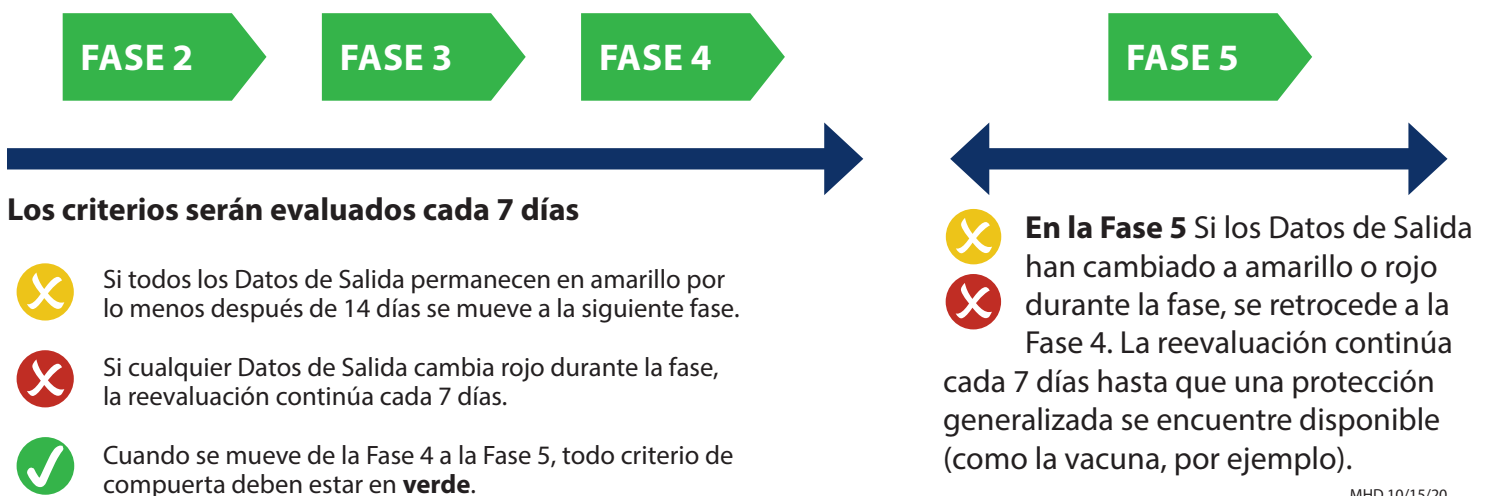 FASE 2
FASE 3
FASE 4
FASE 5
Los criterios serán evaluados cada 7 días
Si todos los Datos de Salida permanecen en amarillo por
lo menos después de 14 días se mueve a la siguiente fase.
Si cualquier Datos de Salida cambia rojo durante la fase,
la reevaluación continúa cada 7 días.
Cuando se mueve de la Fase 4 a la Fase 5, todo criterio de
compuerta deben estar en verde.
En la Fase 5 Si los Datos de Salida
han cambiado a amarillo o rojo
durante la fase, se retrocede a la
Fase 4. La reevaluación continúa
cada 7 días hasta que una protección
generalizada se encuentre disponible
(como la vacuna, por ejemplo).
MHD 10/15/20